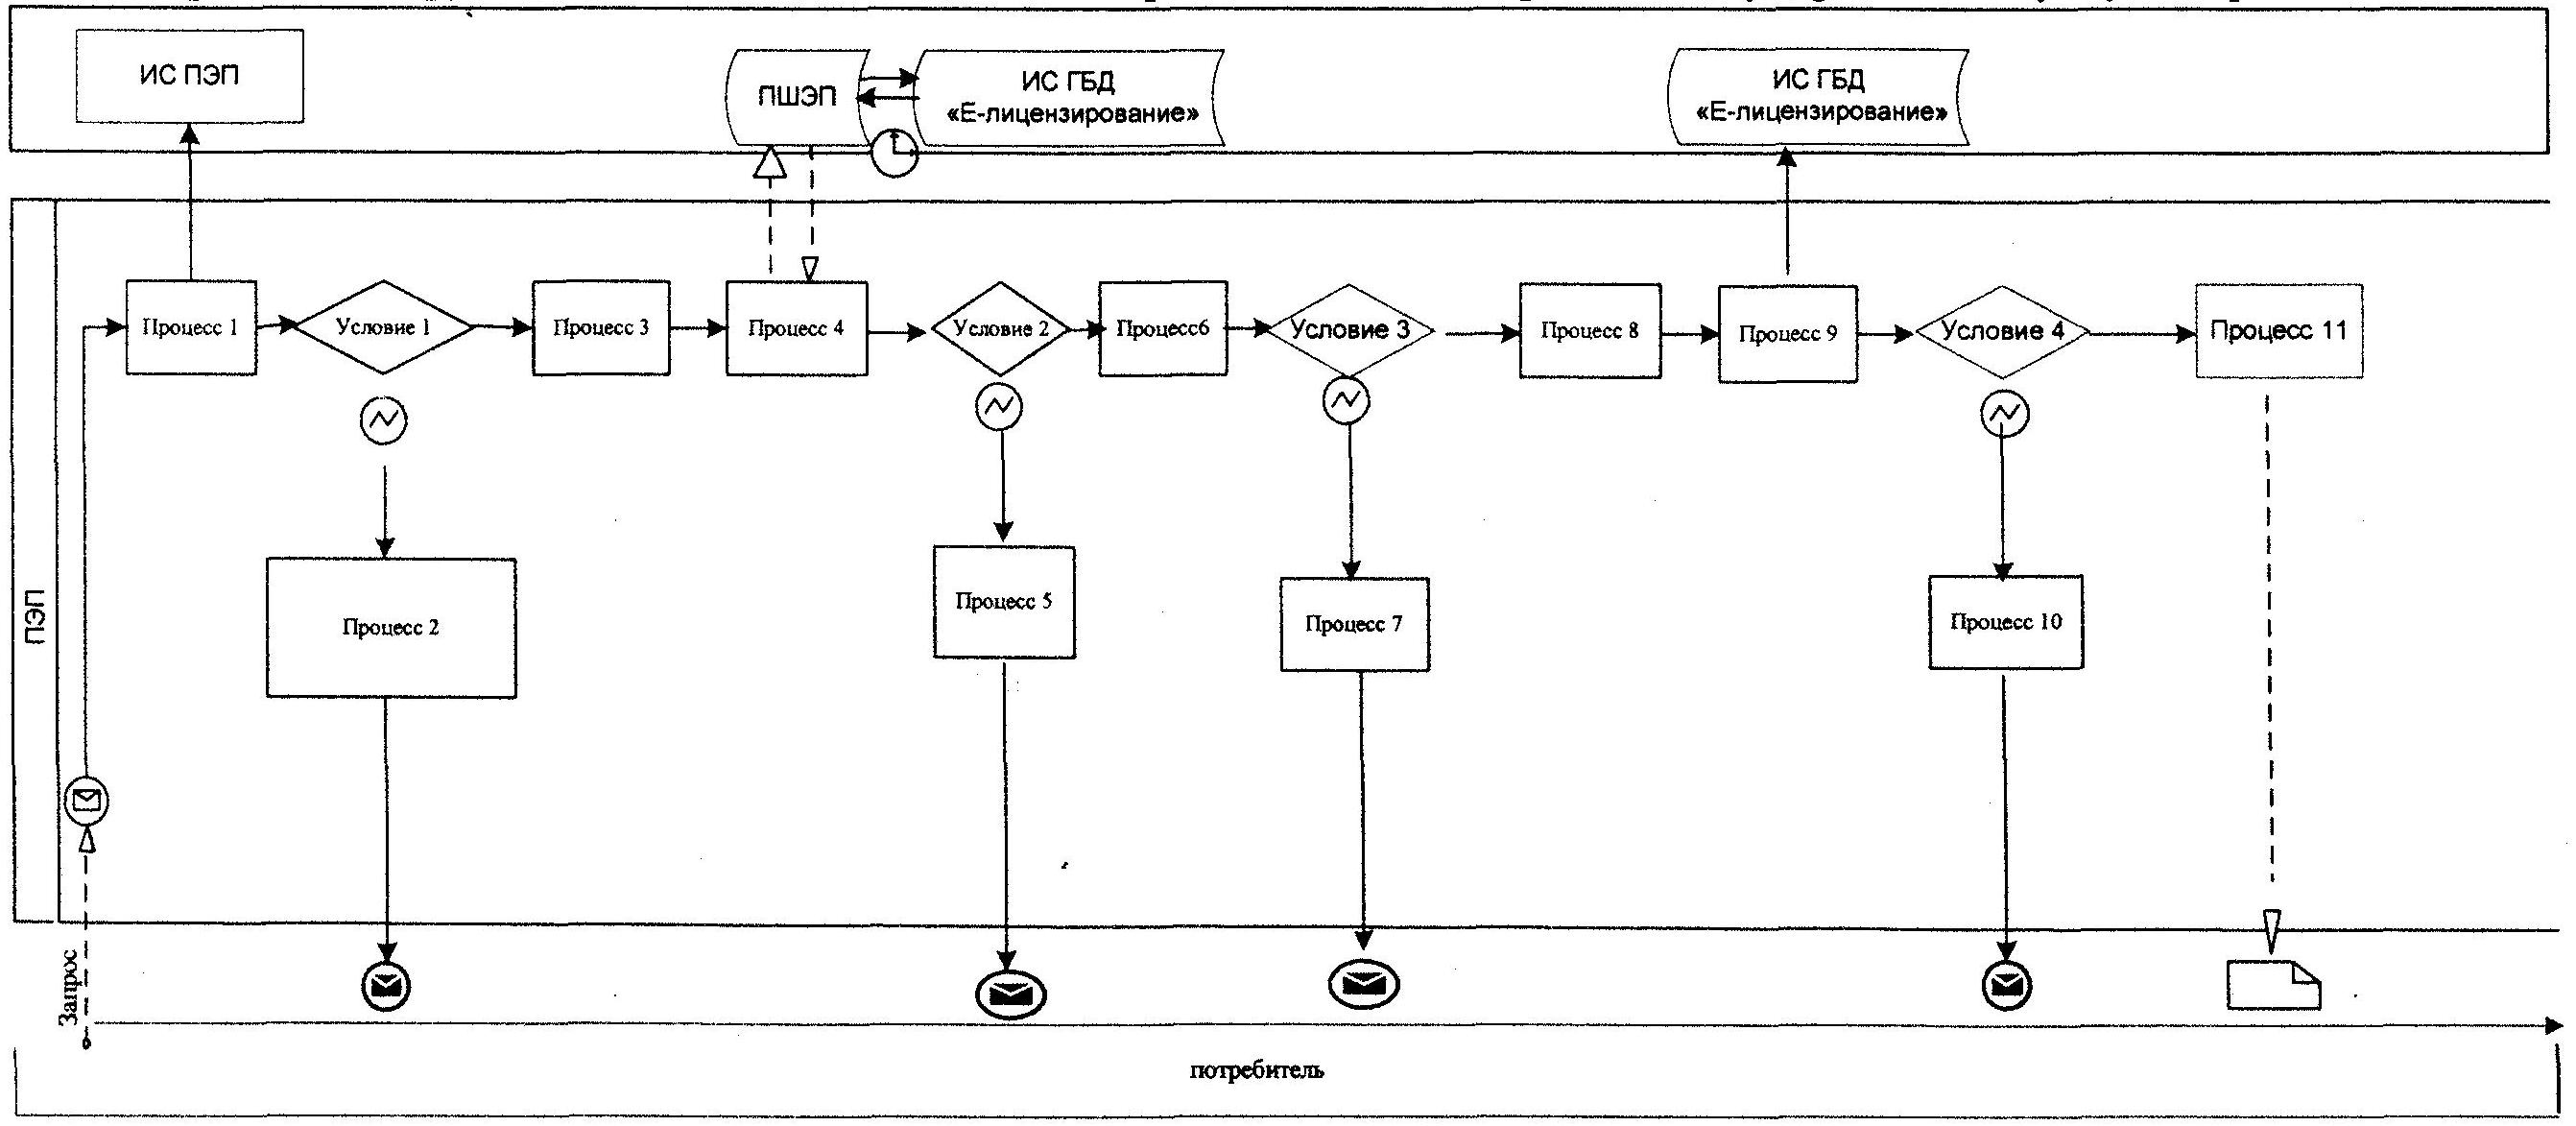 ИС ПЭП
ПШЭП
ИС ГБД
«Е-лицензирование»
ИС ГБД
«Е-лицензирование»
ПЭП
Процесс 1
Условие 1
Процесс 3
Процесс 4
Условие 2
Процесс6
Условие 3
Процесс 8
Процесс 9
Условие 4
Процесс 11
Процесс 2
Процесс 5
Процесс 7
Процесс 10
Запрос
потребитель